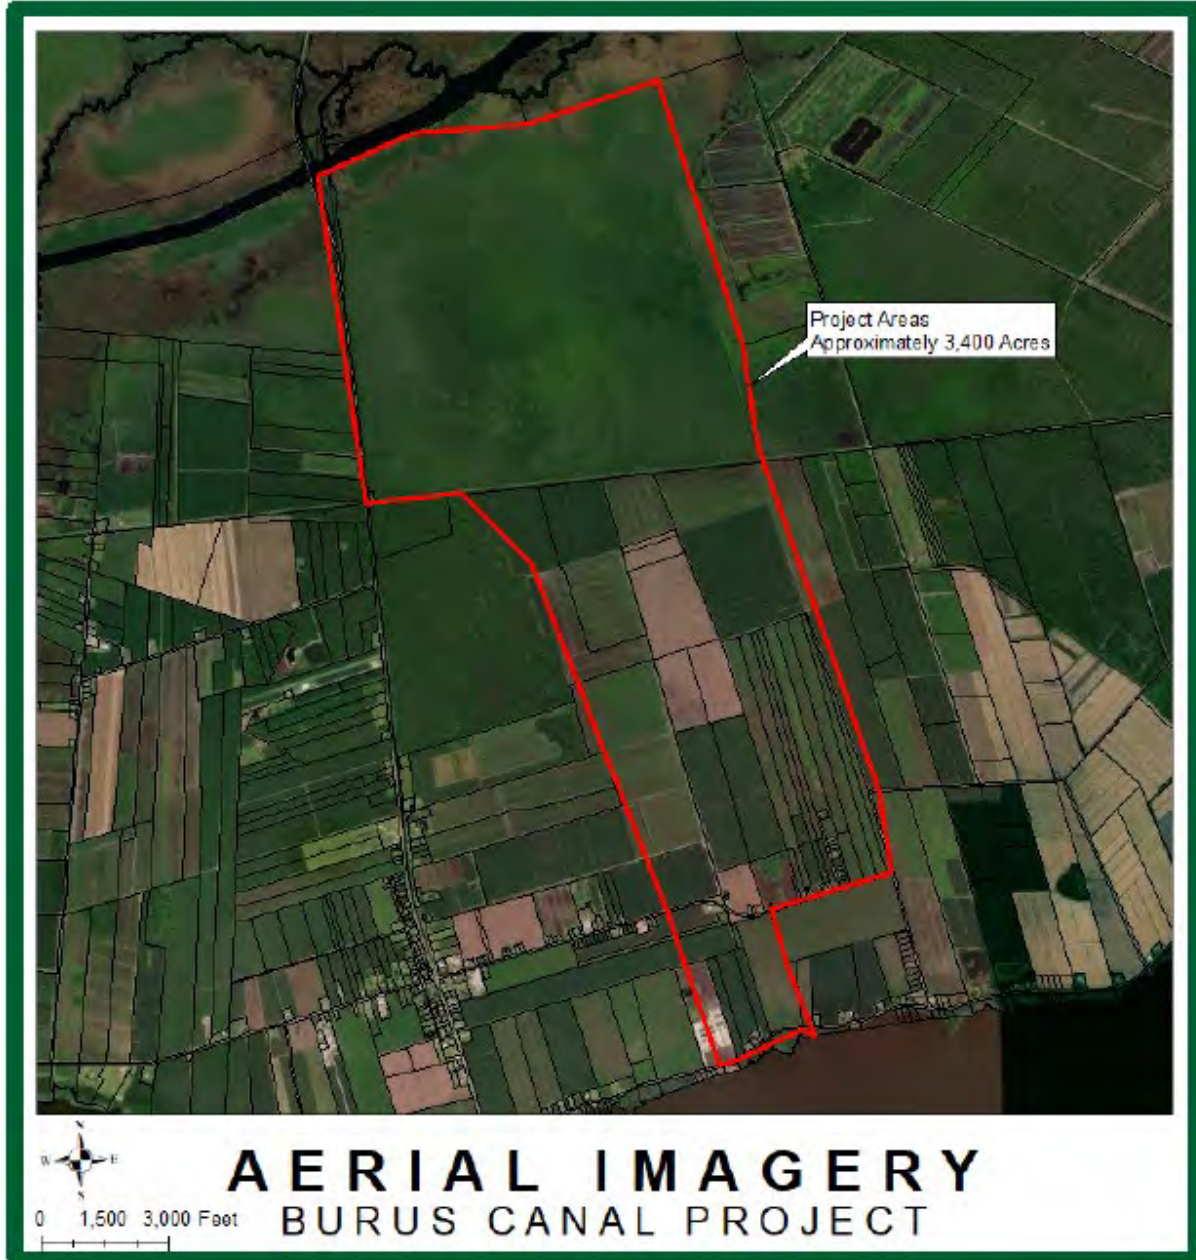 Project Areas
Approximately 3,400 Acres
N
W E
S
AERIAL IMAGERY
0 1,500 3,000 Feet
BURUS CANAL PROJECT